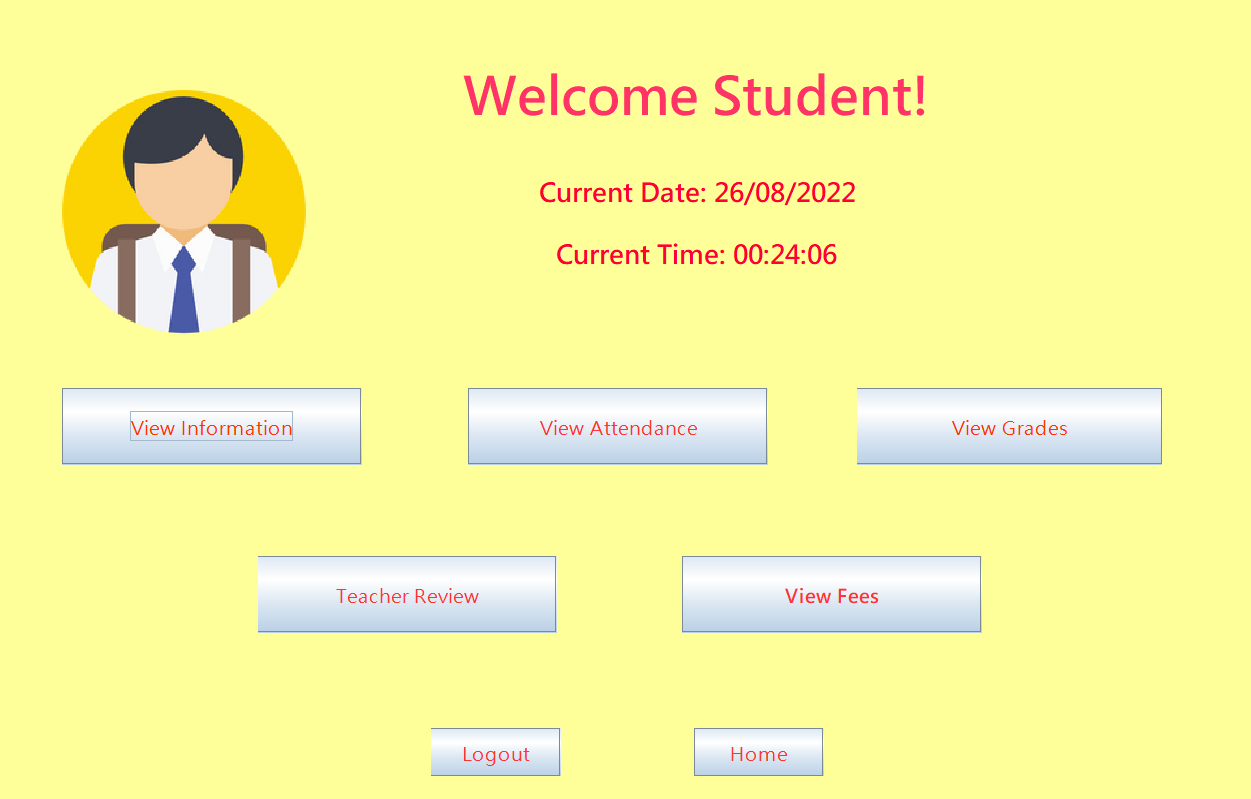 Welcome Student!
Current Date: 26/08/2022
Current Time: 00:24:06
View Information
View Attendance
View Grades
Teacher Review
View Fees
Logout
Home